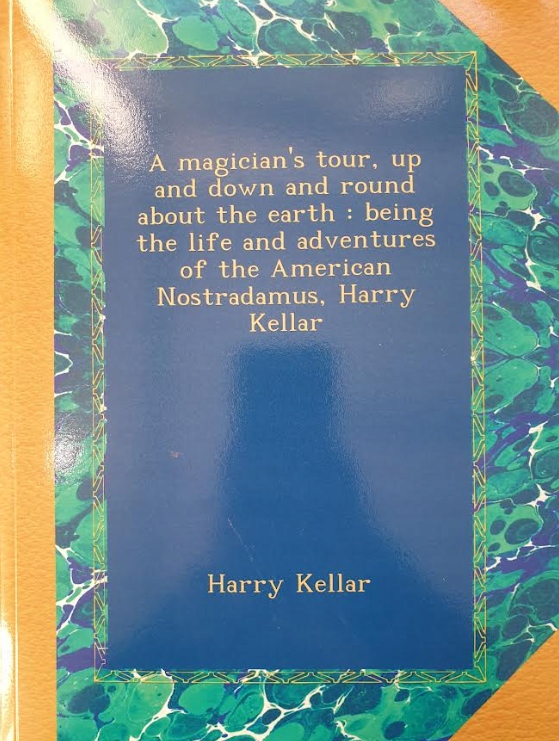 A magician's tour, up
and down and round
about the earth : being
the life and adventures
of the American
Nostradamus, Harry
Kellar
Harry Kellar